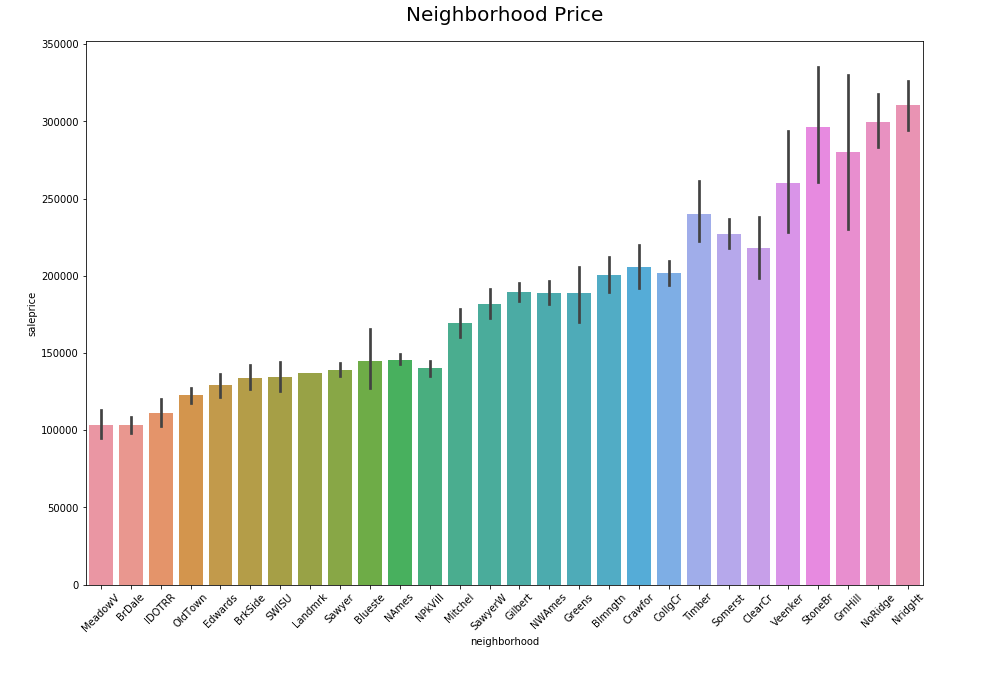 Neighborhood Price
350000
300000
250000
200000
150000
100000
50000
0
saleprice
MeadowV
BrDale
IDOTRR
OldTown
Edwards
BrkSide
SWISU
Landmrk
Sawyer
Blueste
NAmes
NPkVill
Mitchel
SawyerW
Gilbert
NWAmes
Greens
Blmngtn
Crawfor
CollgCr
Timber
Somerst
ClearCr
Veenker
StoneBr
GrnHill
NoRidge
NridgHt
neighborhood